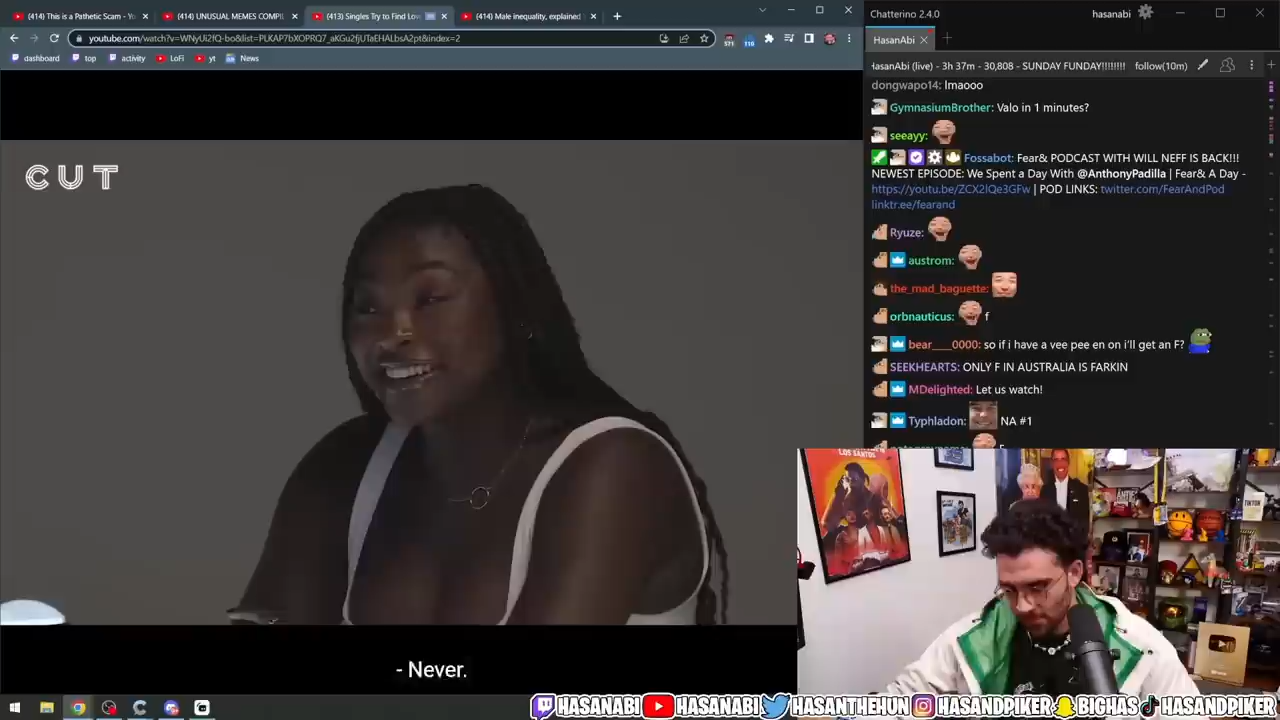 (414) This is a Pathetic Scam - Yo
(414) UNUSUAL MEMES COMPIL
(413) Singles Try to Find Lov
(414) Male inequality, explained
youtube.com/watch?v=WNyUi2fQ-bo&list=PLKAP7bXOPRQ7_aKGu2fjUTaEHALbsA2pt&index=2
571
110
dashboard
top
activity
LoFi
yt
News
CUT
- Never.
Chatterino 2.4.0
hasanabi
HasanAbi
HasanAbi (live) - 3h 37m - 30,808 - SUNDAY FUNDAY!!!!!!!!
follow(10m)
dongwapo14: lmaooo
GymnasiumBrother: Valo in 1 minutes?
seeayy:
Fossabot: Fear& PODCAST WITH WILL NEFF IS BACK!!!
NEWEST EPISODE: We Spent a Day With @AnthonyPadilla | Fear& A Day -
https://youtu.be/ZCX2lQe3GFw | POD LINKS: twitter.com/FearAndPod
linktr.ee/fearand
Ryuze:
austrom:
the_mad_baguette:
orbnauticus: f
bear___0000: so if i have a vee pee en on i'll get an F?
SEEKHEARTS: ONLY F IN AUSTRALIA IS FARKIN
MDelighted: Let us watch!
Typhladon: NA #1
LOS SANTOS
HASANABI
HASANABI
HASANTHEHUN
HASANDPIKER
BIGHAS
HASANDPIKER